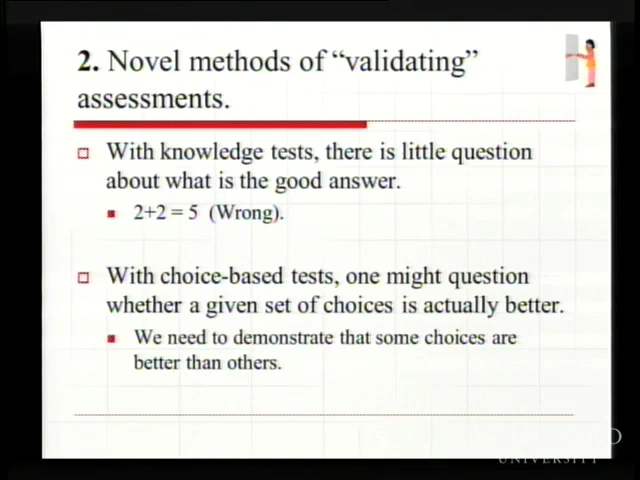 2. Novel methods of “validating”
assessments.
With knowledge tests, there is little question
about what is the good answer.
2+2 = 5 (Wrong).
With choice-based tests, one might question
whether a given set of choices is actually better.
We need to demonstrate that some choices are
better than others.
UNIVERSITY